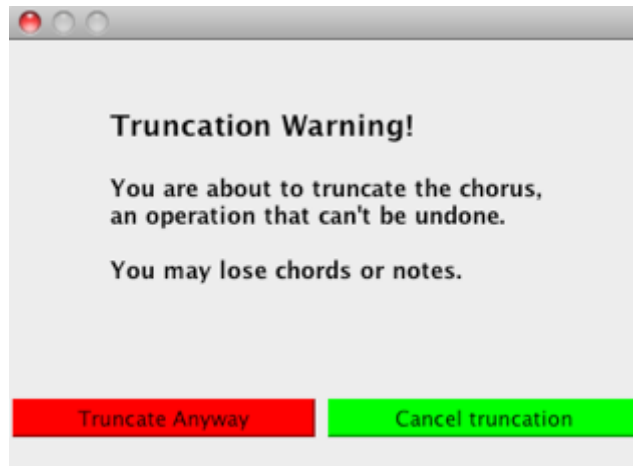 Truncation Warning!
You are about to truncate the chorus,
an operation that can't be undone.
You may lose chords or notes.
Truncate Anyway
Cancel truncation